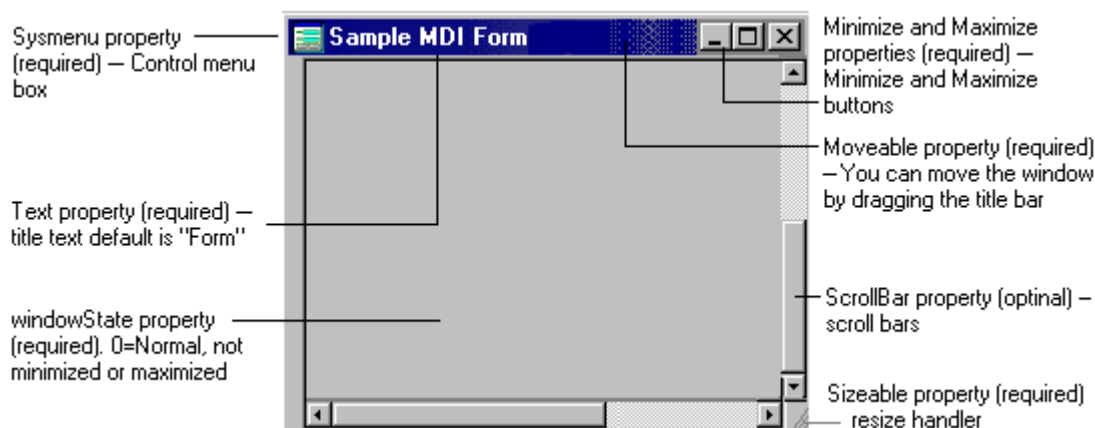 Sysmenu property
(required) — Control menu
box
Sample MDI Form
Minimize and Maximize
properties (required) —
Minimize and Maximize
buttons
Moveable property (required)
— You can move the window
by dragging the title bar
Text property (required) —
title text default is "Form"
windowState property
(required). 0=Normal, not
minimized or maximized
ScrollBar property (optinal) —
scroll bars
Sizeable property (required)
resize handler